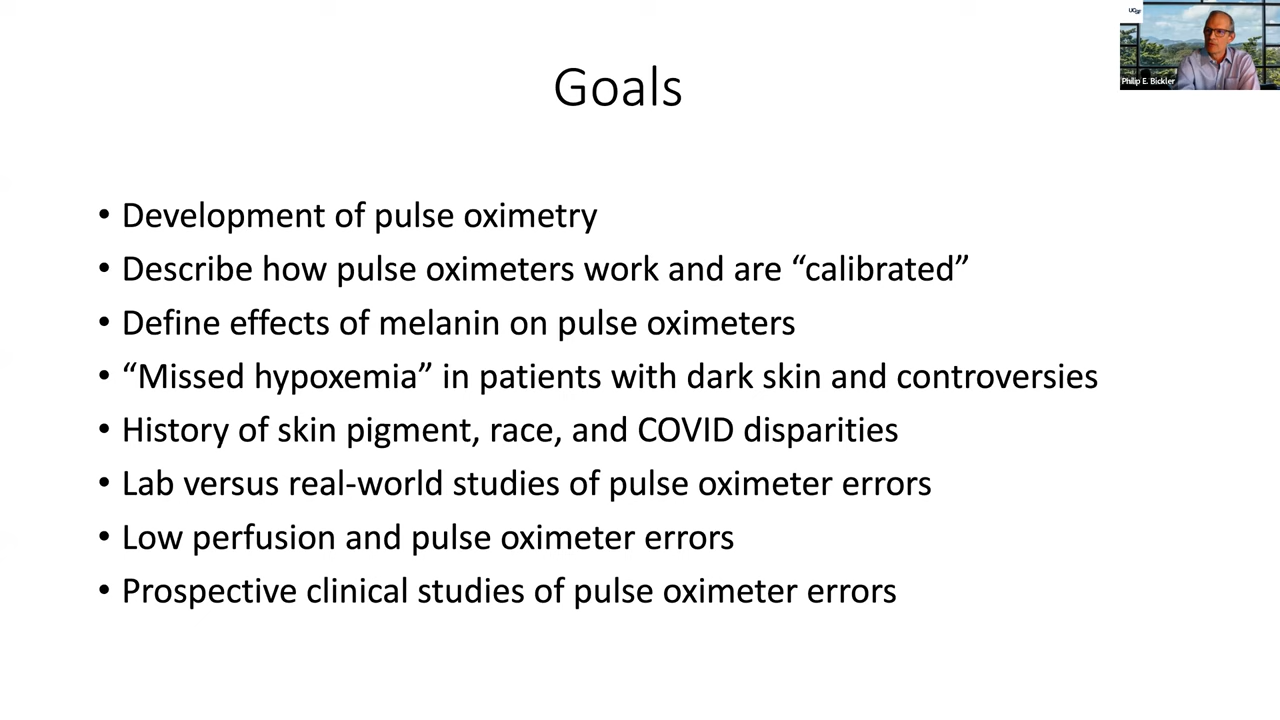 UCSF
Philip E. Bickler
Goals
• Development of pulse oximetry
• Describe how pulse oximeters work and are “calibrated”
• Define effects of melanin on pulse oximeters
• “Missed hypoxemia” in patients with dark skin and controversies
• History of skin pigment, race, and COVID disparities
• Lab versus real-world studies of pulse oximeter errors
• Low perfusion and pulse oximeter errors
• Prospective clinical studies of pulse oximeter errors